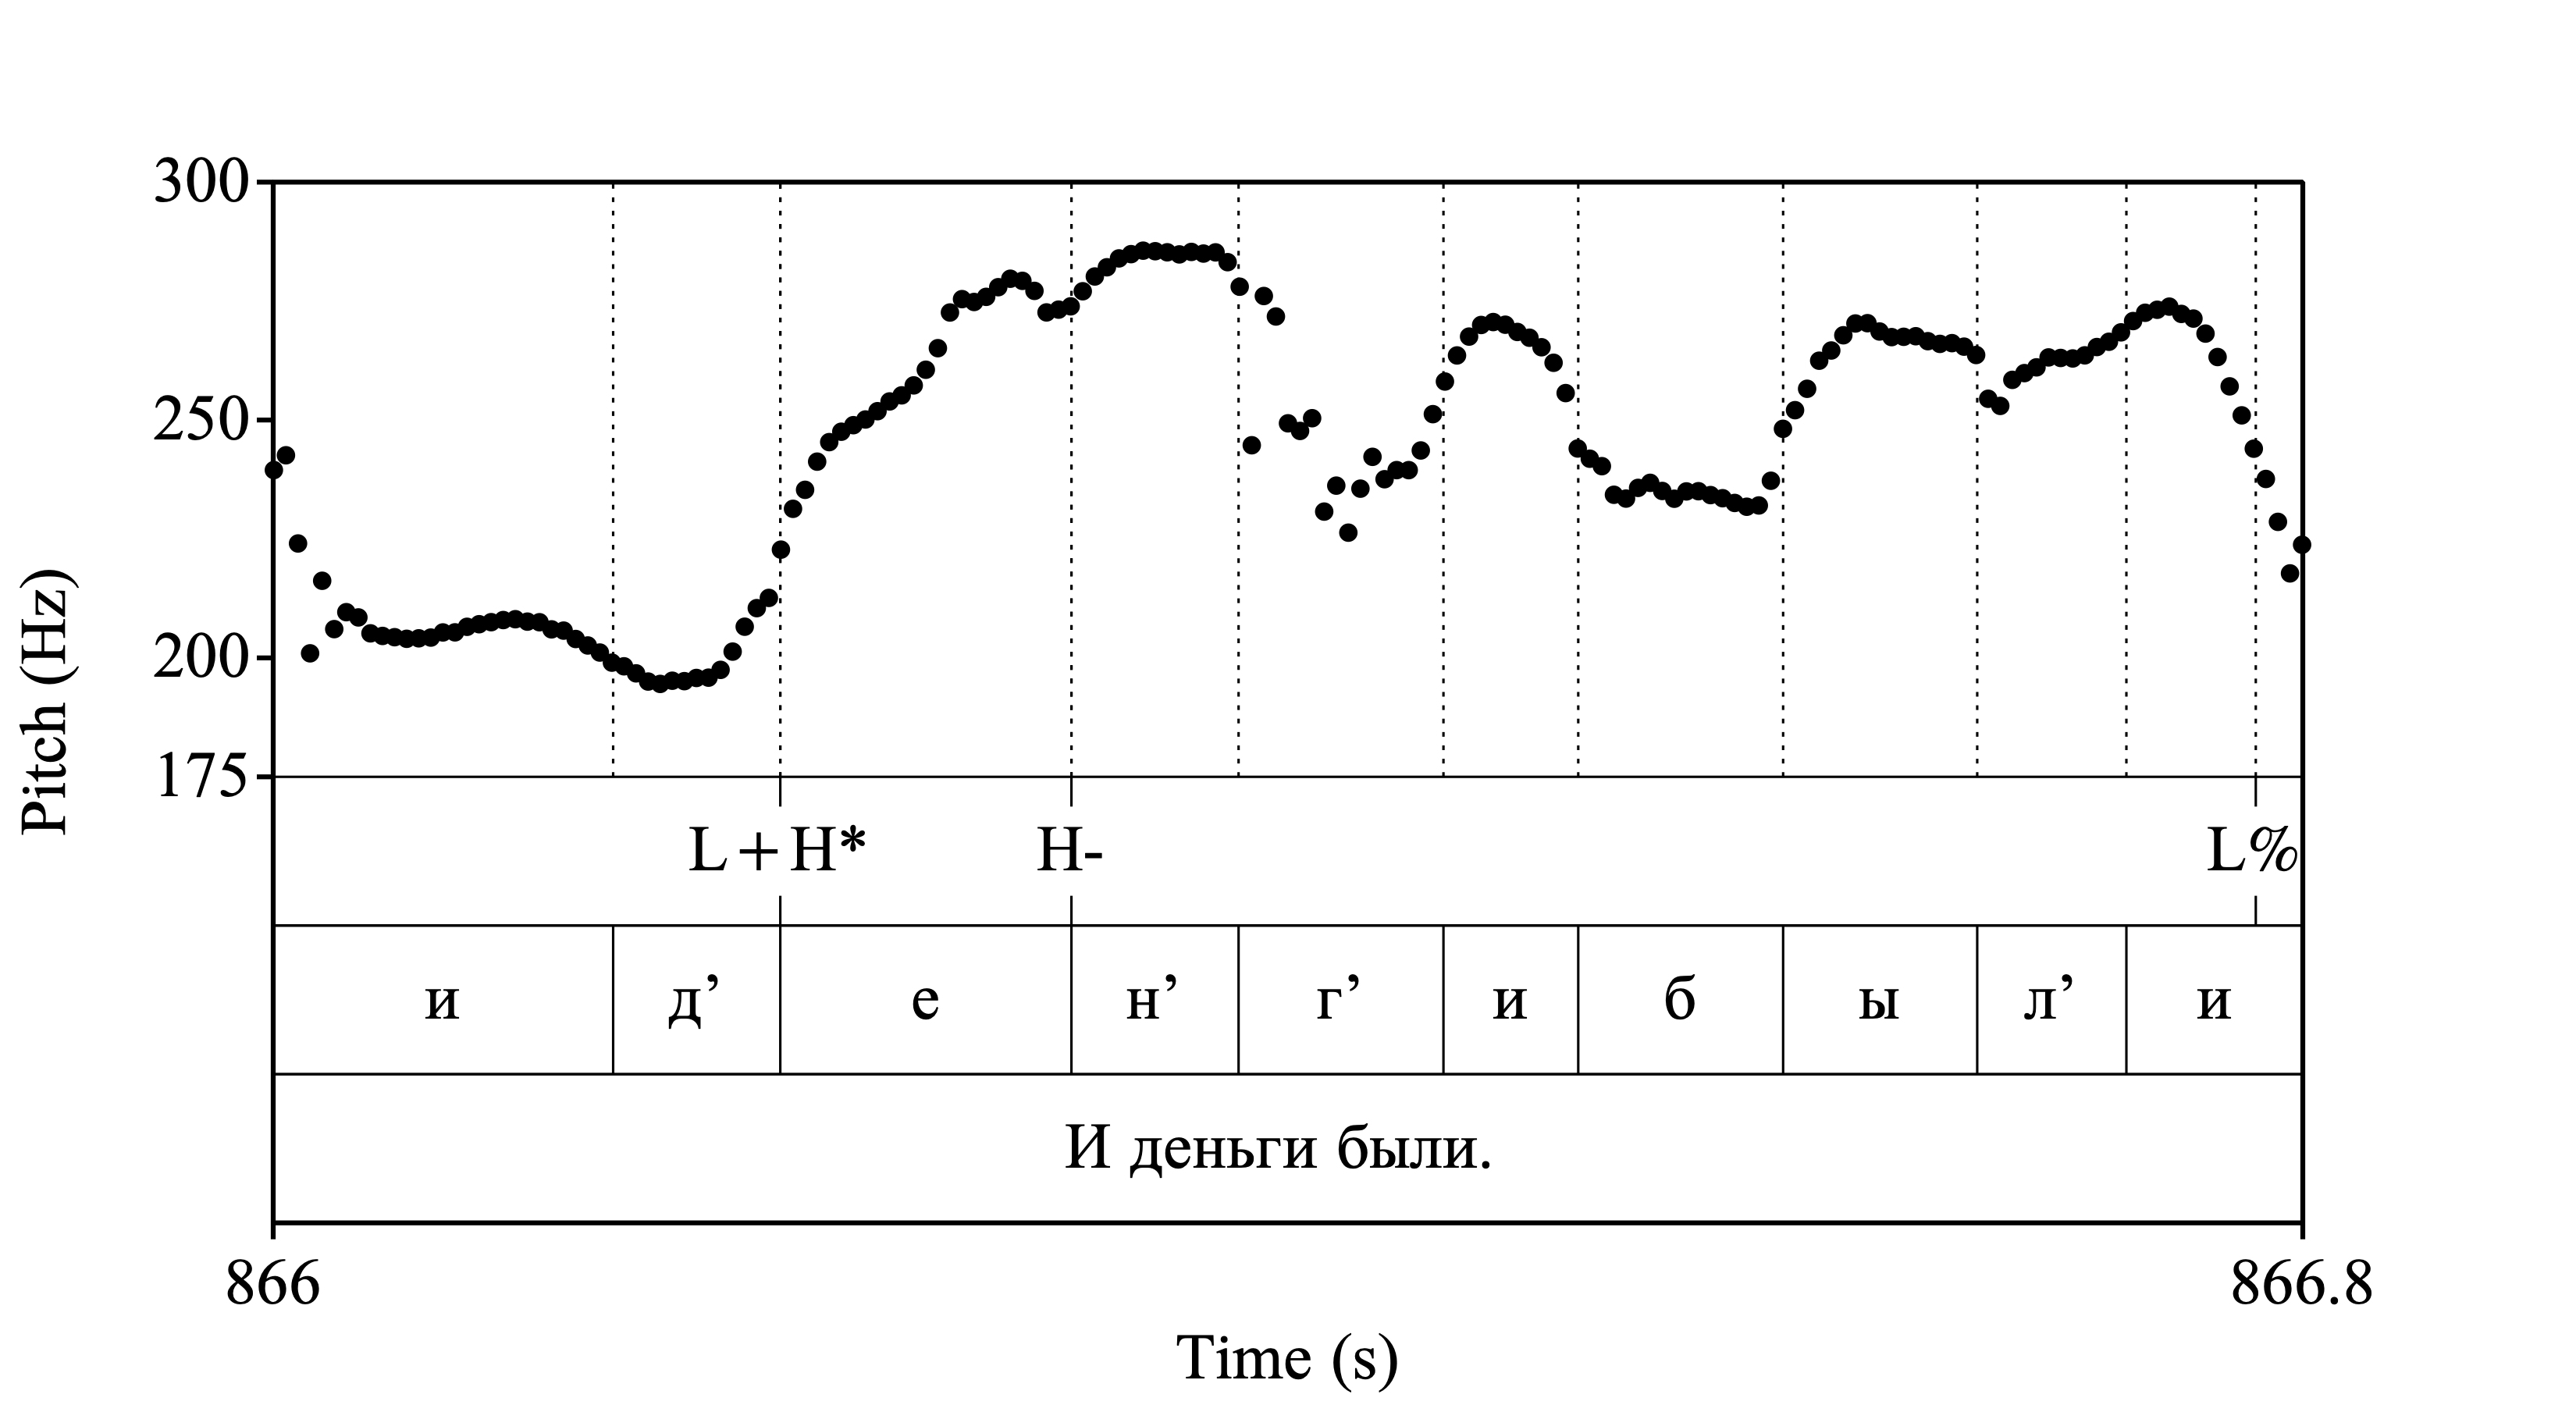 300
250
200
175
Pitch (Hz)
L+H* H- L%
и д’ е н’ г’ и б ы л’ и
И деньги были.
866 866.8
Time (s)